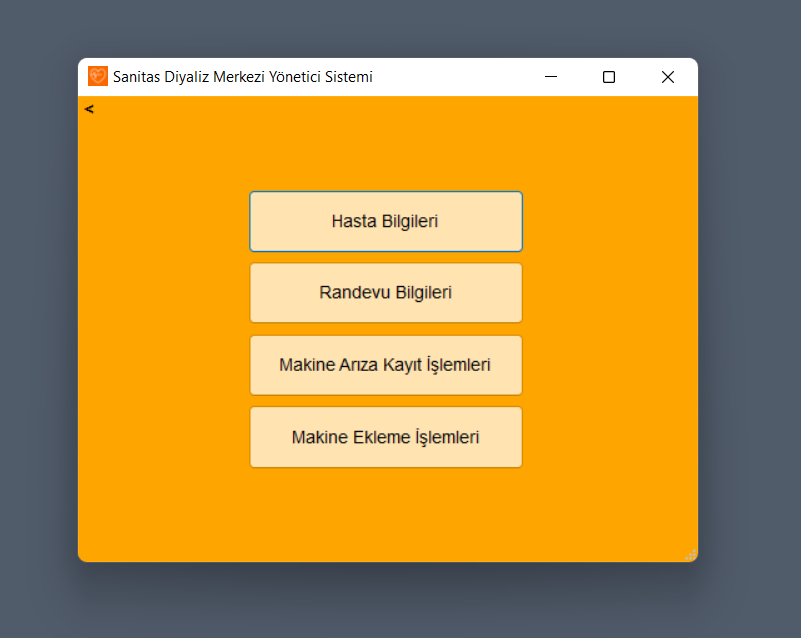 Sanitas Diyaliz Merkezi Yönetici Sistemi
<
Hasta Bilgileri
Randevu Bilgileri
Makine Arıza Kayıt İşlemleri
Makine Ekleme İşlemleri